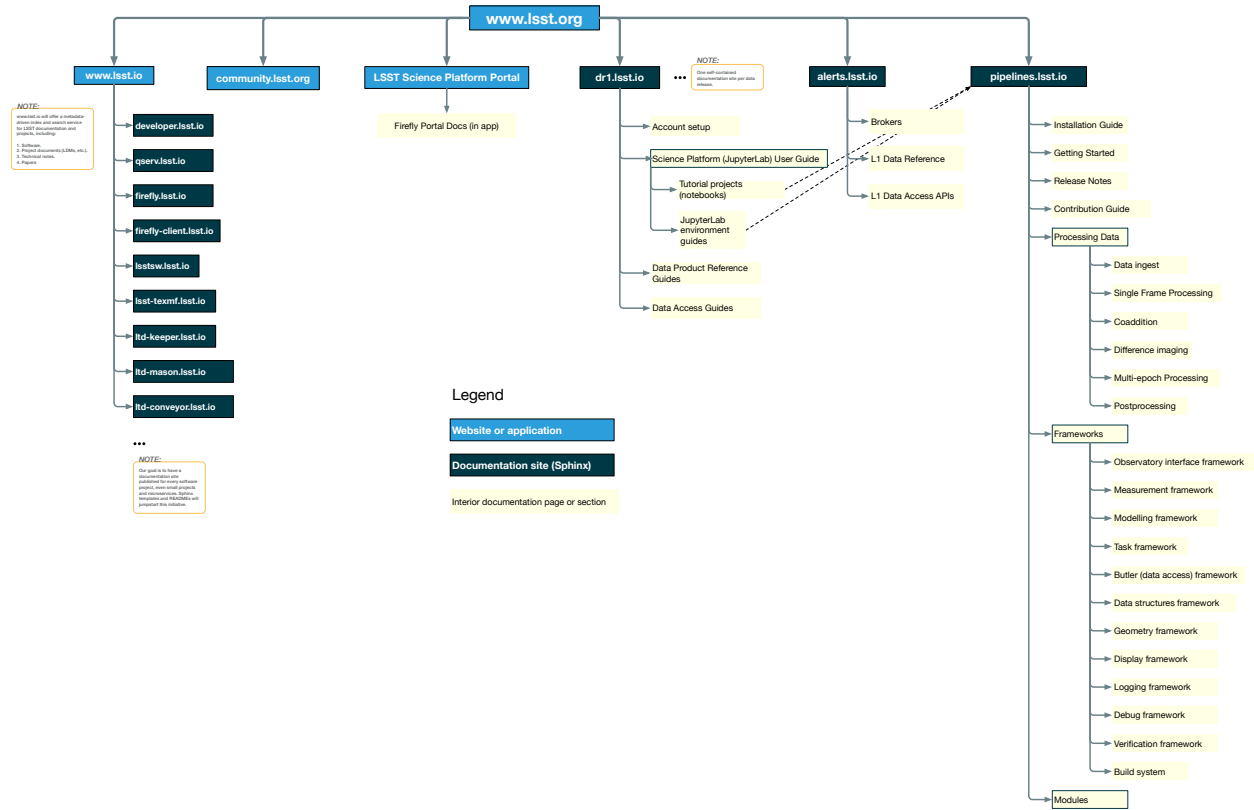 www.lsst.org
www.lsst.io
community.lsst.org
LSST Science Platform Portal
dr1.lsst.io
...
NOTE:
One self-contained
documentation site per data
release.
alerts.lsst.io
pipelines.lsst.io
NOTE:
www.lsst.io will offer a metadata-
driven index and search service
for LSST documentation and
projects, including:
1. Software.
2. Project documents (LDMs, etc.).
3. Technical notes.
4. Papers
developer.lsst.io
qserv.lsst.io
firefly.lsst.io
firefly-client.lsst.io
lsstsw.lsst.io
lsst-texmf.lsst.io
ltd-keeper.lsst.io
ltd-mason.lsst.io
ltd-conveyor.lsst.io
...
NOTE:
Our goal is to have a
documentation site
published for every software
project, even small projects
and microservices. Sphinx
templates and READMEs will
jumpstart this initiative.
Firefly Portal Docs (in app)
Account setup
Science Platform (JupyterLab) User Guide
Tutorial projects
(notebooks)
JupyterLab
environment
guides
Data Product Reference
Guides
Data Access Guides
Brokers
L1 Data Reference
L1 Data Access APIs
Installation Guide
Getting Started
Release Notes
Contribution Guide
Processing Data
Data ingest
Single Frame Processing
Coaddition
Difference imaging
Multi-epoch Processing
Postprocessing
Frameworks
Observatory interface framework
Measurement framework
Modelling framework
Task framework
Butler (data access) framework
Data structures framework
Geometry framework
Display framework
Logging framework
Debug framework
Verification framework
Build system
Modules
Legend
Website or application
Documentation site (Sphinx)
Interior documentation page or section